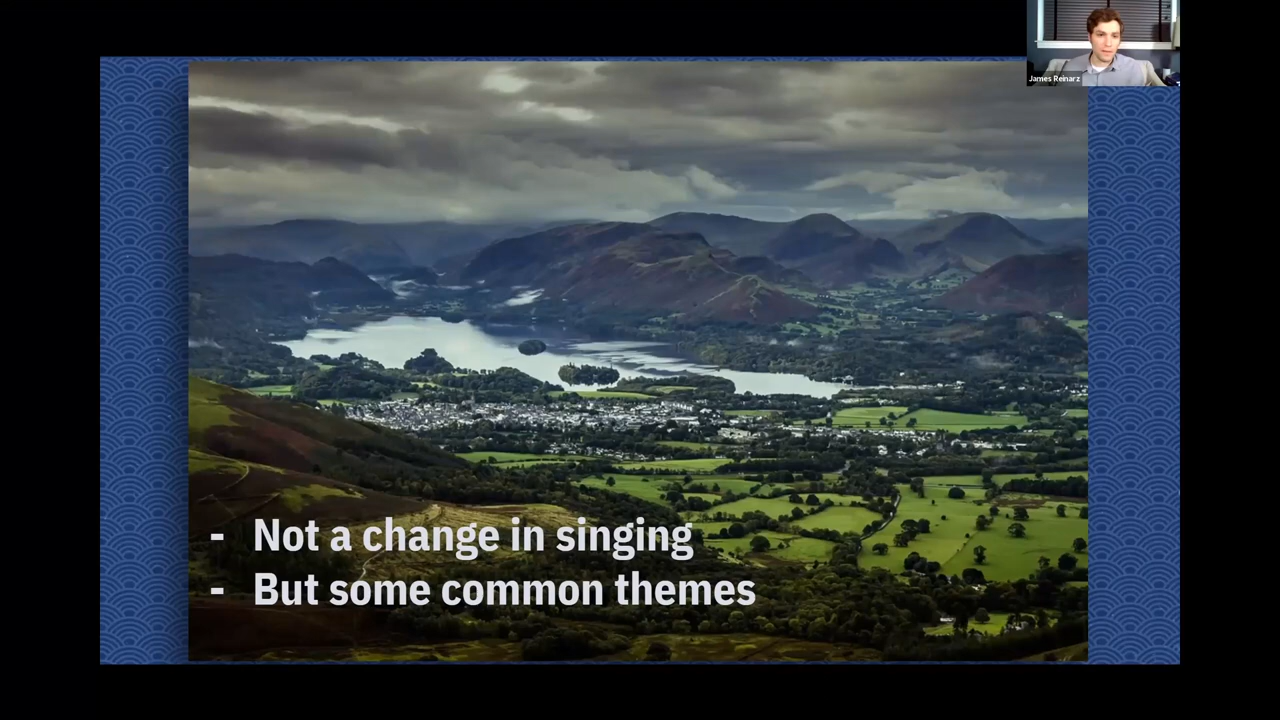 James Reinarz
- Not a change in singing
- But some common themes